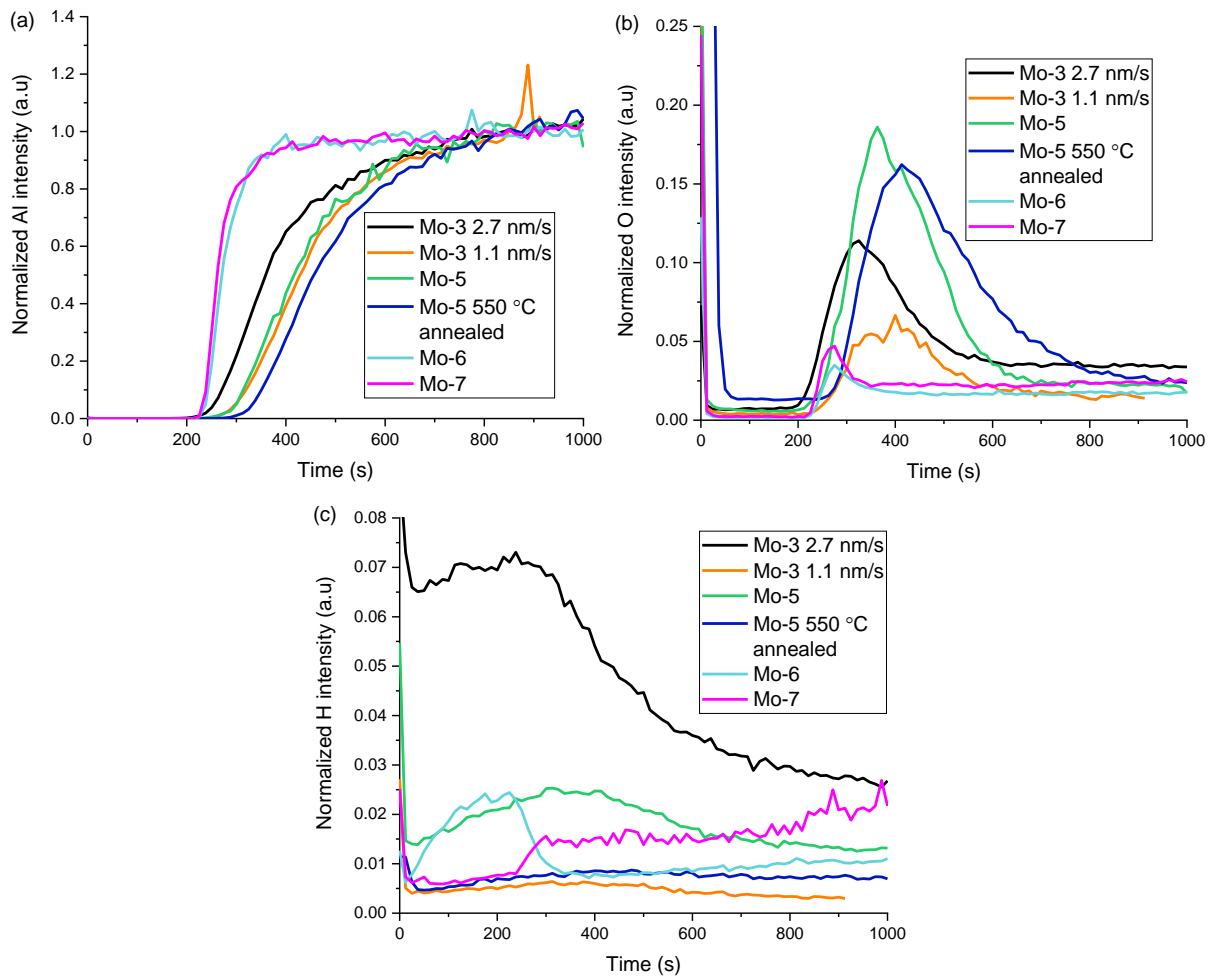 (a)
1.4
1.2
1.0
0.8
0.6
0.4
0.2
0.0
Normalized Al intensity (a.u)
Mo-3 2.7 nm/s
Mo-3 1.1 nm/s
Mo-5
Mo-5 550 °C
annealed
Mo-6
Mo-7
0 200 400 600 800 1000
Time (s)
(b)
0.25
0.20
0.15
0.10
0.05
0.00
Normalized O intensity (a.u)
Mo-3 2.7 nm/s
Mo-3 1.1 nm/s
Mo-5
Mo-5 550 °C
annealed
Mo-6
Mo-7
0 200 400 600 800 1000
Time (s)
(c)
0.08
0.07
0.06
0.05
0.04
0.03
0.02
0.01
0.00
Normalized H intensity (a.u)
Mo-3 2.7 nm/s
Mo-3 1.1 nm/s
Mo-5
Mo-5 550 °C
annealed
Mo-6
Mo-7
0 200 400 600 800 1000
Time (s)